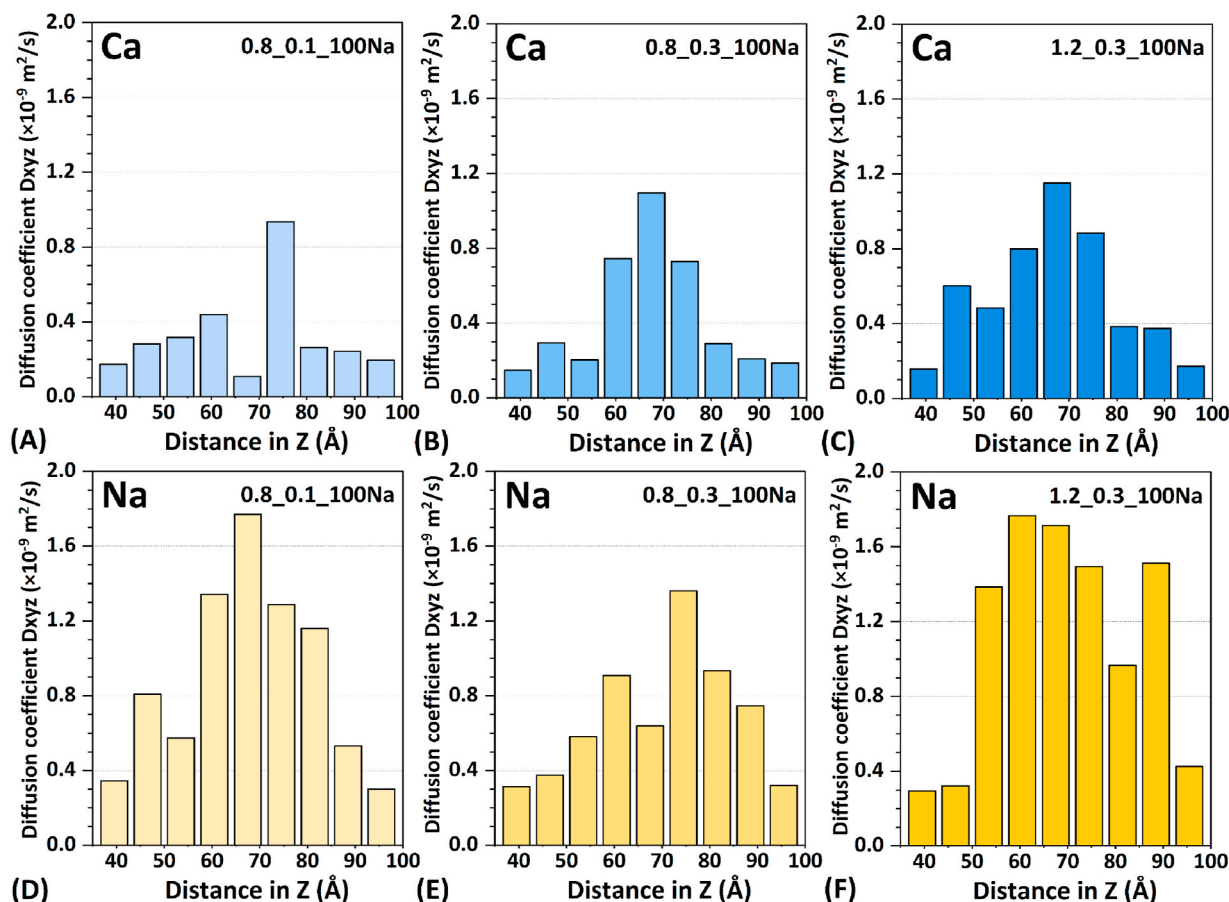 Ca
0.8_0.1_100Na
Diffusion coefficient Dxyz (×10⁻⁹ m²/s)
2.0
1.6
1.2
0.8
0.4
0.0
40 50 60 70 80 90 100
Distance in Z (Å)
(A)
Ca
0.8_0.3_100Na
Diffusion coefficient Dxyz (×10⁻⁹ m²/s)
2.0
1.6
1.2
0.8
0.4
0.0
40 50 60 70 80 90 100
Distance in Z (Å)
(B)
Ca
1.2_0.3_100Na
Diffusion coefficient Dxyz (×10⁻⁹ m²/s)
2.0
1.6
1.2
0.8
0.4
0.0
40 50 60 70 80 90 100
Distance in Z (Å)
(C)
Na
0.8_0.1_100Na
Diffusion coefficient Dxyz (×10⁻⁹ m²/s)
2.0
1.6
1.2
0.8
0.4
0.0
40 50 60 70 80 90 100
Distance in Z (Å)
(D)
Na
0.8_0.3_100Na
Diffusion coefficient Dxyz (×10⁻⁹ m²/s)
2.0
1.6
1.2
0.8
0.4
0.0
40 50 60 70 80 90 100
Distance in Z (Å)
(E)
Na
1.2_0.3_100Na
Diffusion coefficient Dxyz (×10⁻⁹ m²/s)
2.0
1.6
1.2
0.8
0.4
0.0
40 50 60 70 80 90 100
Distance in Z (Å)
(F)